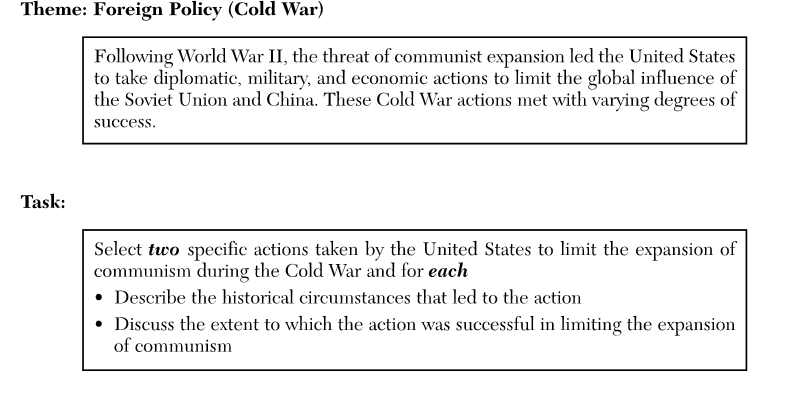 Theme: Foreign Policy (Cold War)
Following World War II, the threat of communist expansion led the United States
to take diplomatic, military, and economic actions to limit the global influence of
the Soviet Union and China. These Cold War actions met with varying degrees of
success.
Task:
Select two specific actions taken by the United States to limit the expansion of
communism during the Cold War and for each
• Describe the historical circumstances that led to the action
• Discuss the extent to which the action was successful in limiting the expansion
of communism